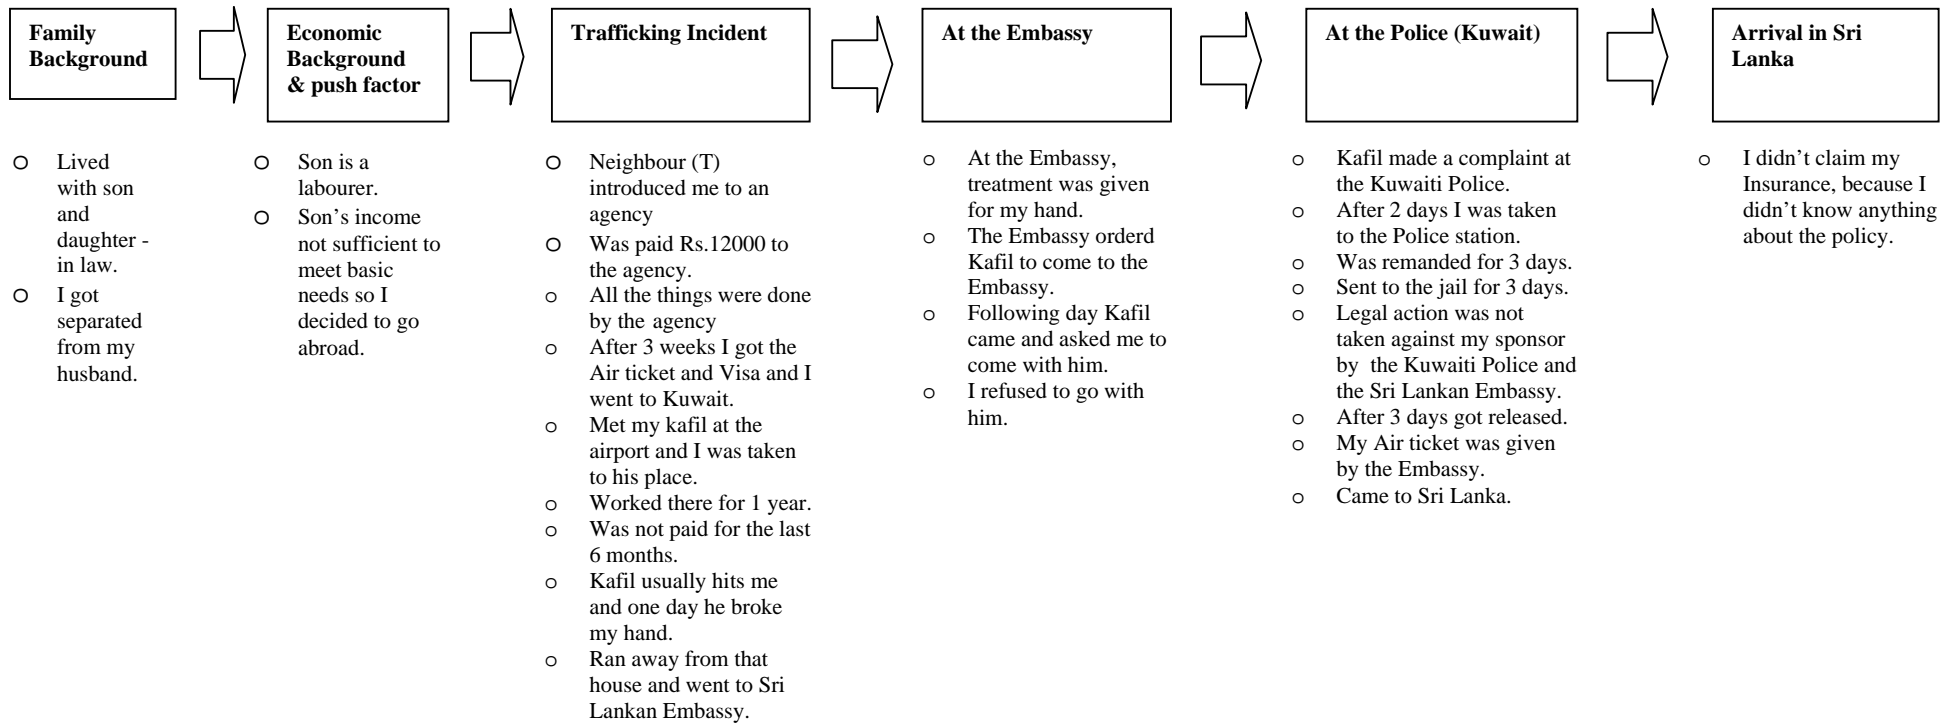 Family
Background
Economic
Background
& push factor
Trafficking Incident
At the Embassy
At the Police (Kuwait)
Arrival in Sri
Lanka
o Lived
with son
and
daughter -
in law.
o I got
separated
from my
husband.
o Son is a
labourer.
o Son's income
not sufficient to
meet basic
needs so I
decided to go
abroad.
o Neighbour (T)
introduced me to an
agency
o Was paid Rs.12000 to
the agency.
o All the things were done
by the agency
o After 3 weeks I got the
Air ticket and Visa and I
went to Kuwait.
o Met my kafil at the
airport and I was taken
to his place.
o Worked there for 1 year.
o Was not paid for the last
6 months.
o Kafil usually hits me
and one day he broke
my hand.
o Ran away from that
house and went to Sri
Lankan Embassy.
o At the Embassy,
treatment was given
for my hand.
o The Embassy orderd
Kafil to come to the
Embassy.
o Following day Kafil
came and asked me to
come with him.
o I refused to go with
him.
o Kafil made a complaint at
the Kuwaiti Police.
o After 2 days I was taken
to the Police station.
o Was remanded for 3 days.
o Sent to the jail for 3 days.
o Legal action was not
taken against my sponsor
by the Kuwaiti Police and
the Sri Lankan Embassy.
o After 3 days got released.
o My Air ticket was given
by the Embassy.
o Came to Sri Lanka.
o I didn't claim my
Insurance, because I
didn't know anything
about the policy.